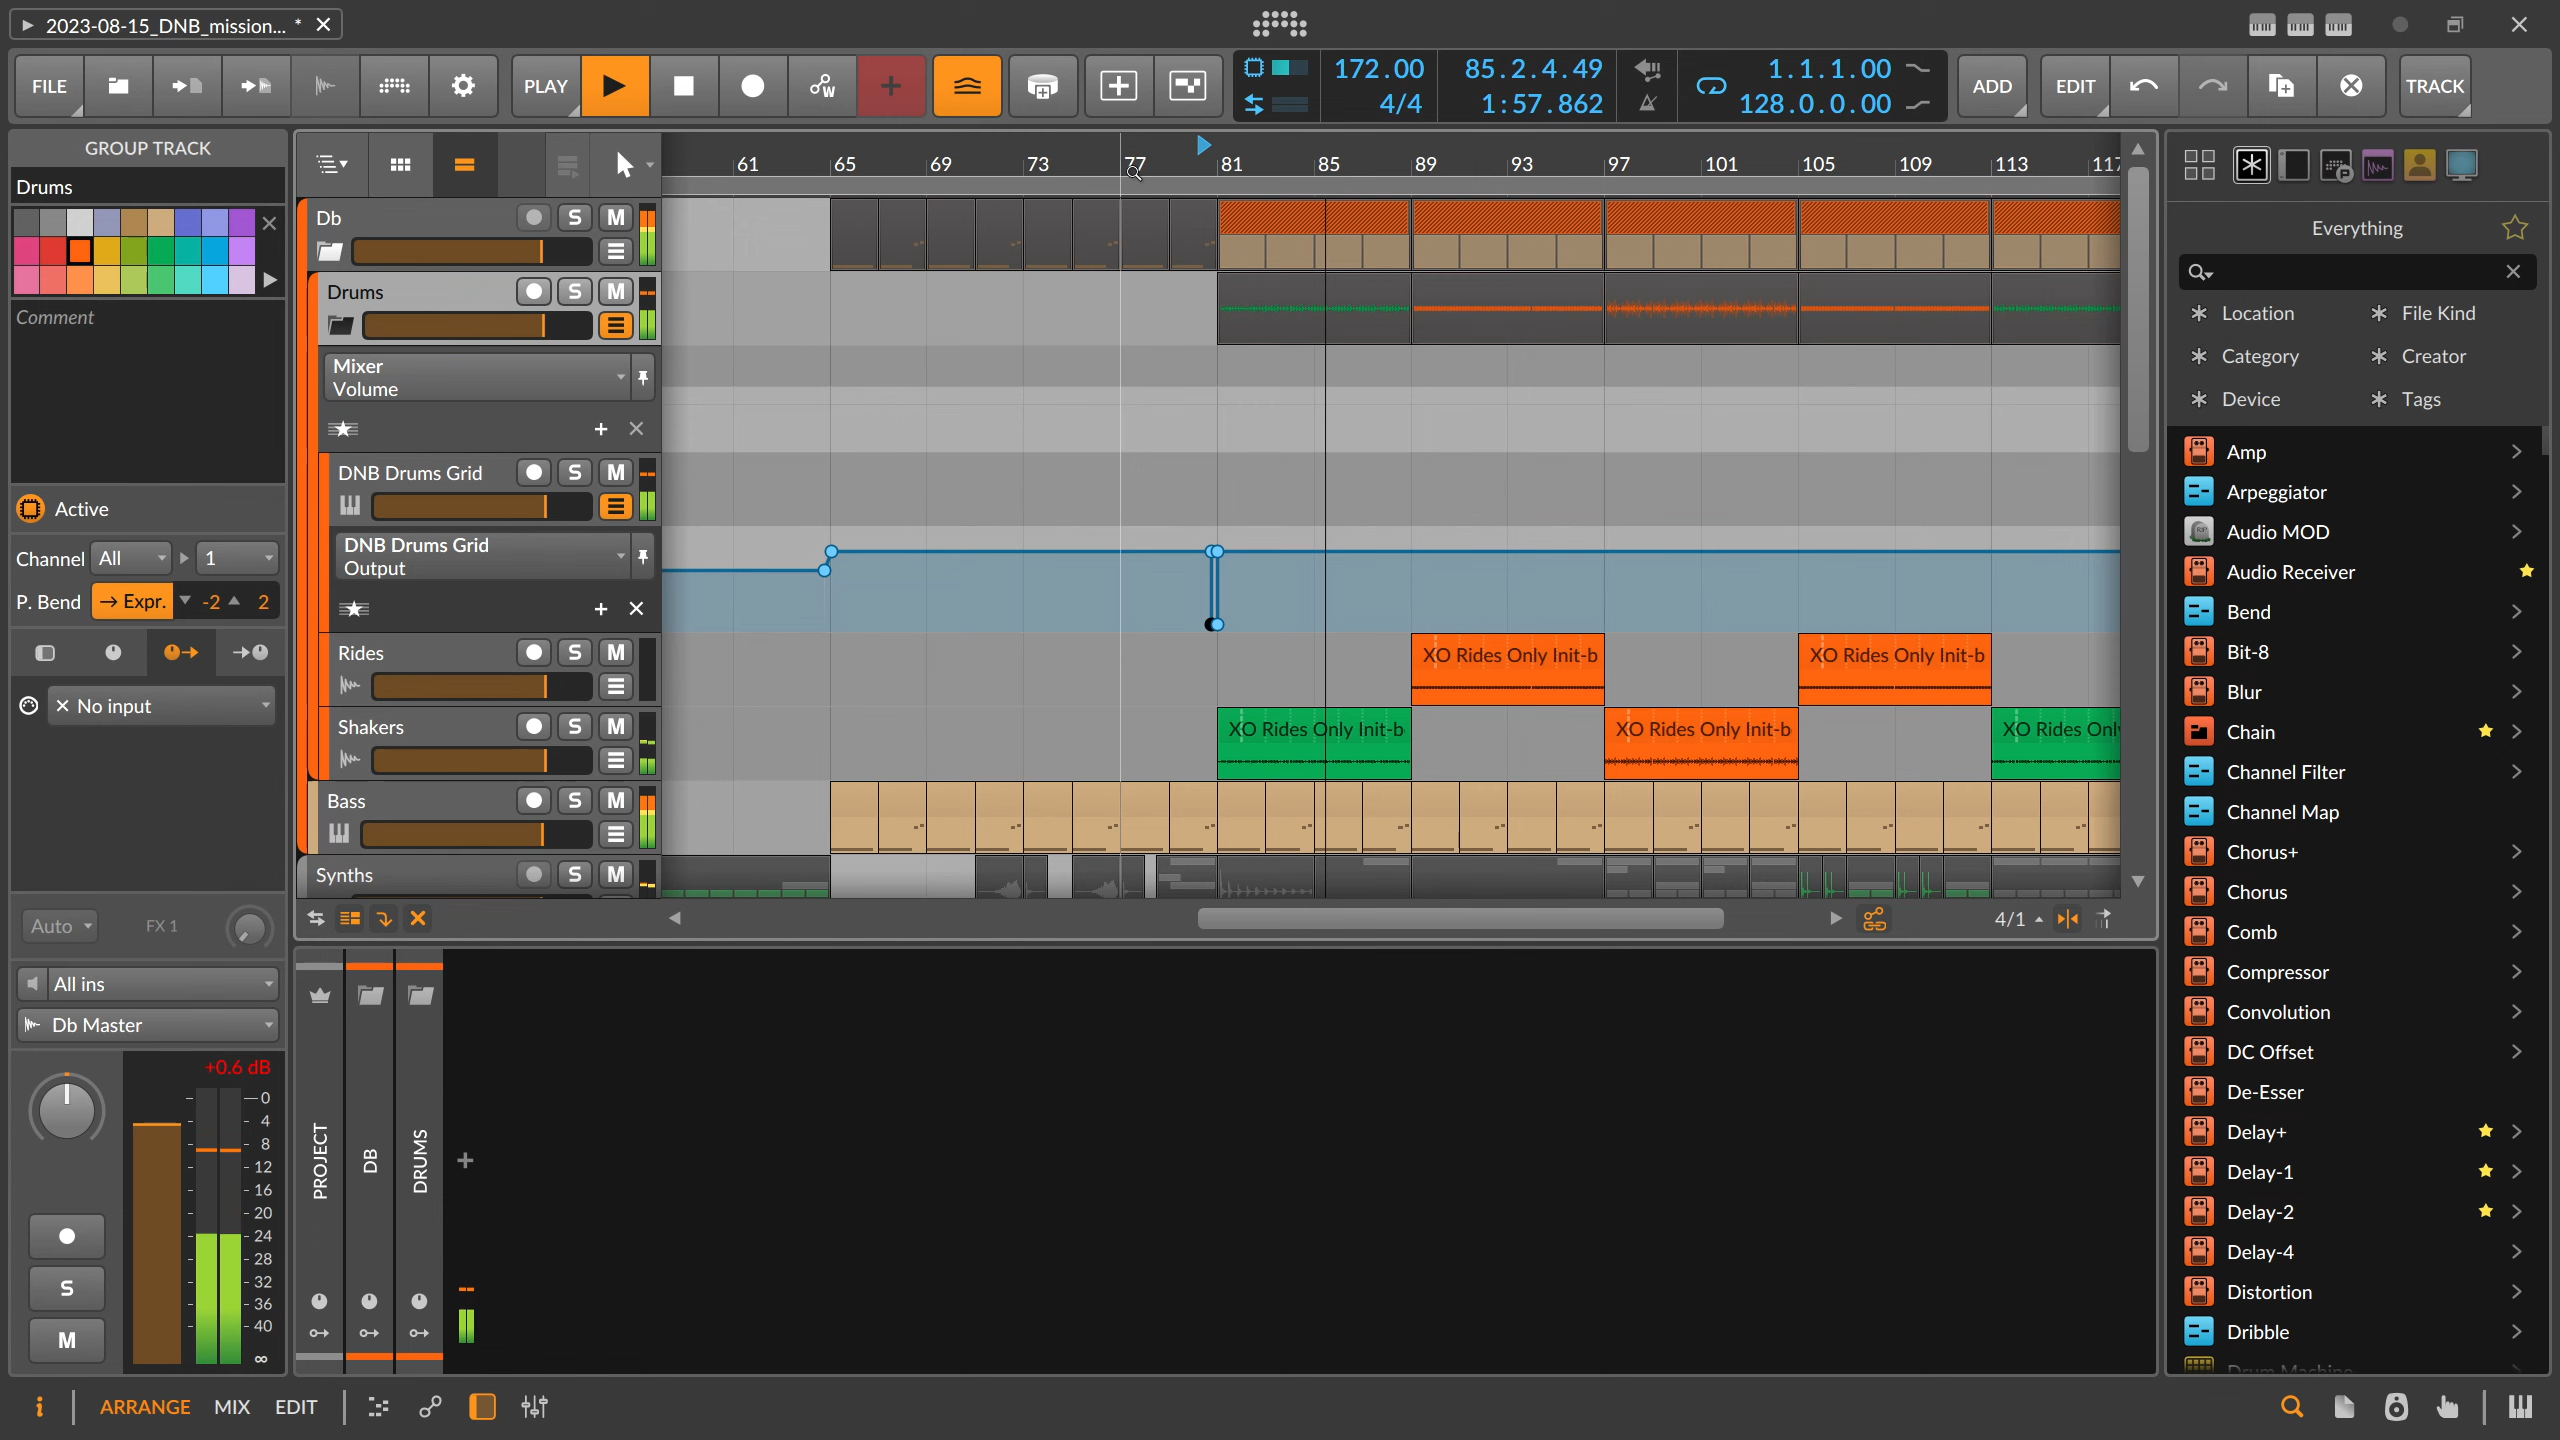 2023-08-15_DNB_mission... *
FILE
PLAY
172.00
4/4
85.2.4.49
1:57.862
1.1.1.00
128.0.0.00
ADD
EDIT
TRACK
GROUP TRACK
Drums
Comment
Active
Channel All 1
P. Bend Expr. -2 2
No input
Auto FX 1
All ins
Db Master
+0.6 dB
0
4
8
12
16
20
24
28
32
36
40
∞
S
M
61 65 69 73 77 81 85 89 93 97 101 105 109 113 117
Db S M
Drums S M
Mixer
Volume
DNB Drums Grid S M
DNB Drums Grid
Output
Rides S M
XO Rides Only Init-b
XO Rides Only Init-b
Shakers S M
XO Rides Only Init-b
XO Rides Only Init-b
XO Rides Only
Bass S M
Synths S M
4/1
PROJECT
DB
DRUMS
Everything
Location File Kind
Category Creator
Device Tags
Amp
Arpeggiator
Audio MOD
Audio Receiver
Bend
Bit-8
Blur
Chain
Channel Filter
Channel Map
Chorus+
Chorus
Comb
Compressor
Convolution
DC Offset
De-Esser
Delay+
Delay-1
Delay-2
Delay-4
Distortion
Dribble
Drum Machine
i ARRANGE MIX EDIT